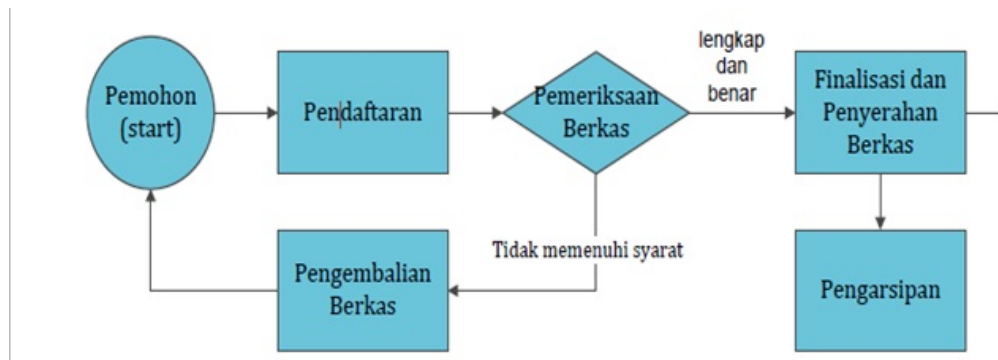 Pemohon
(start)
Pendaftaran
Pemeriksaan
Berkas
lengkap
dan
benar
Finalisasi dan
Penyerahan
Berkas
Tidak memenuhi syarat
Pengembalian
Berkas
Pengarsipan